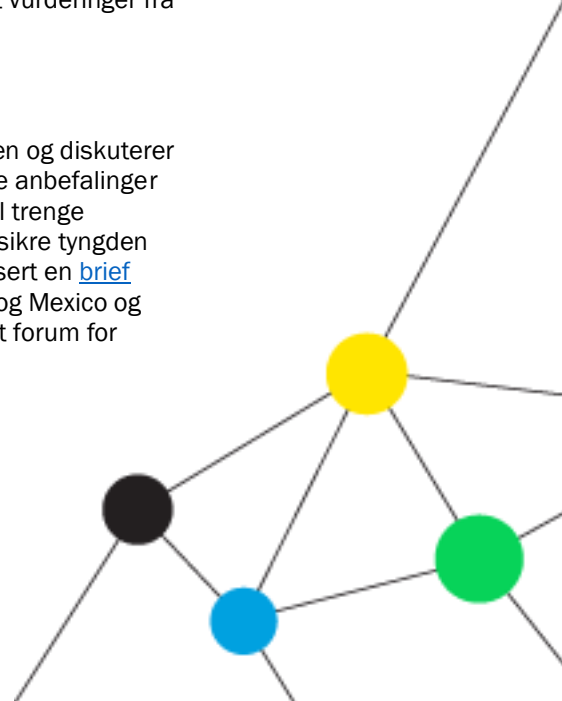 vurderinger fra
en og diskuterer
e anbefalinger
l trenge
sikre tyngden
sert en brief
og Mexico og
t forum for